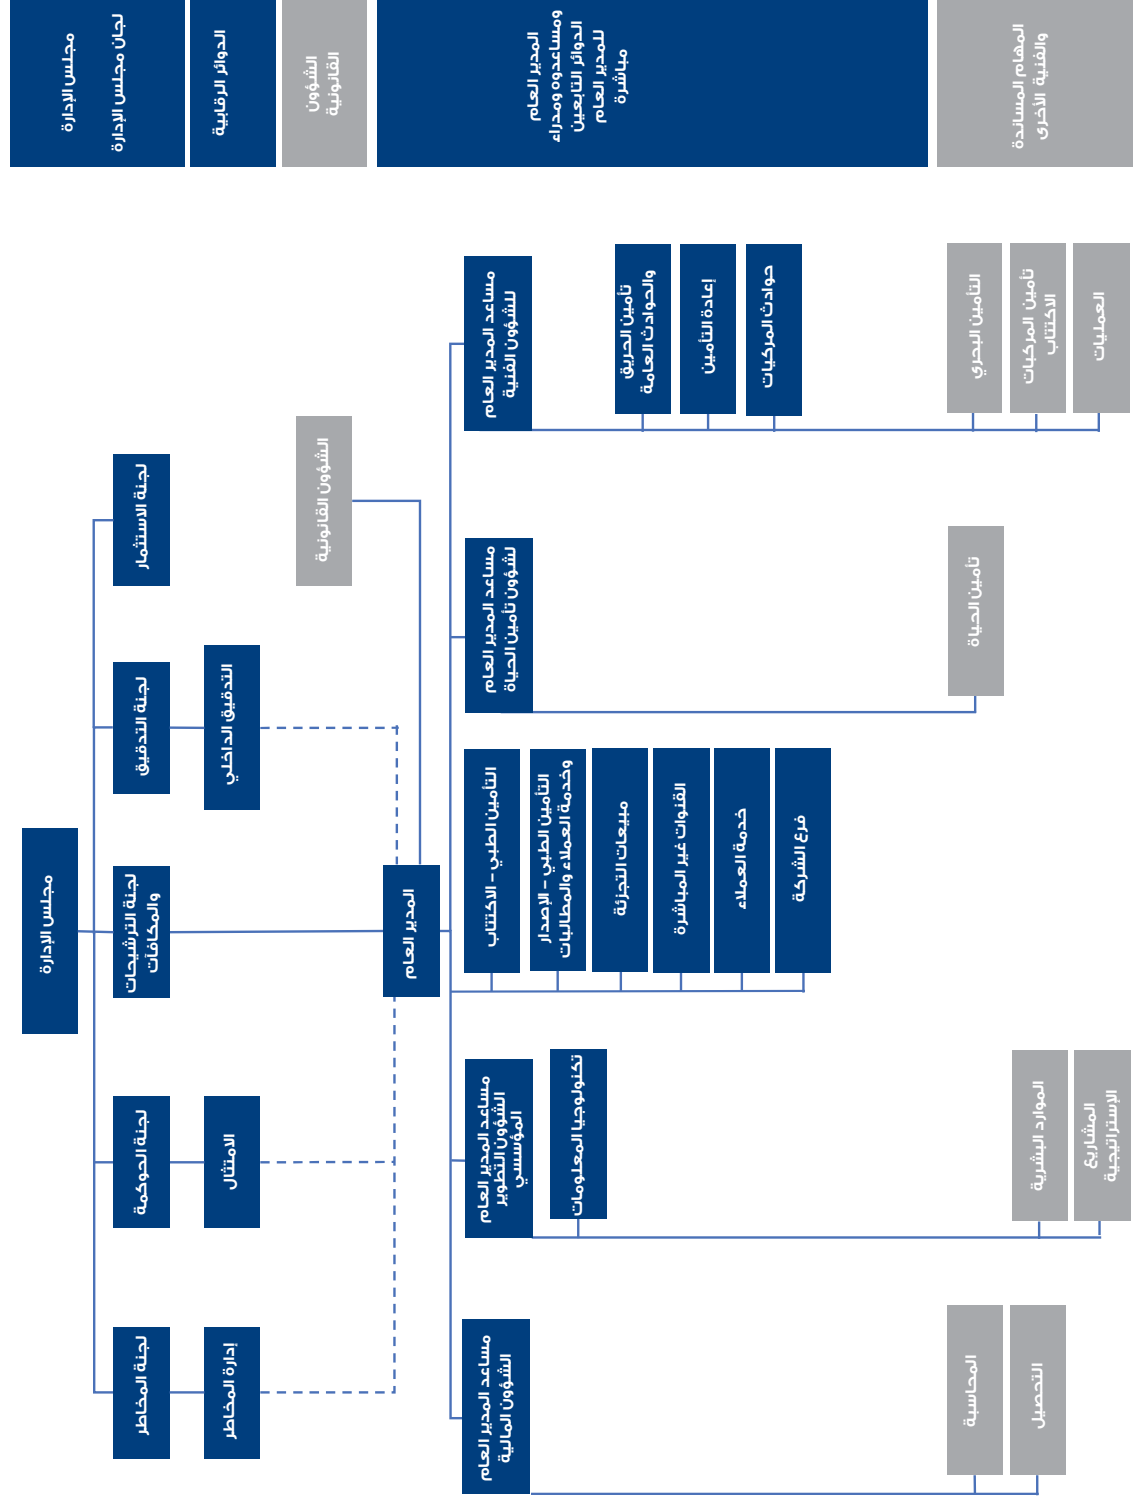 مجلس الإدارة
لجان مجلس الإدارة
الدوائر الرقابية
الشؤون
القانونية
المدير العام
ومساعدوه ومدراء
الدوائر التابعين
للمدير العام
مباشرة
المهام المساندة
والفنية الأخرى
مجلس الإدارة
لجنة الاستثمار
لجنة التدقيق
لجنة الترشيحات
والمكافآت
لجنة الحوكمة
لجنة المخاطر
التدقيق الداخلي
الامتثال
إدارة المخاطر
الشؤون القانونية
المدير العام
مساعد المدير العام
للشؤون الفنية
تأمين الحريق
والحوادث العامة
إعادة التأمين
حوادث المركبات
التأمين البحري
تأمين المركبات
الاكتتاب
العمليات
مساعد المدير العام
لشؤون تأمين الحياة
تأمين الحياة
التأمين الطبي – الاكتتاب
التأمين الطبي – الإصدار
وخدمة العملاء والمطالبات
مبيعات التجزئة
القنوات غير المباشرة
خدمة العملاء
فرع الشركة
مساعد المدير العام
الشؤون التطوير
المؤسسي
تكنولوجيا المعلومات
الموارد البشرية
المشاريع
الإستراتيجية
مساعد المدير العام
الشؤون المالية
المحاسبة
التحصيل